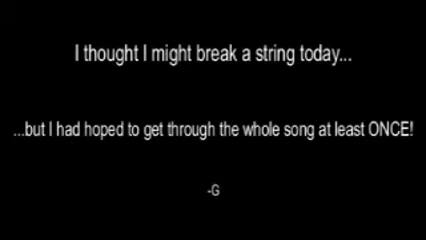 I thought I might break a string today...
...but I had hoped to get through the whole song at least ONCE!
-G